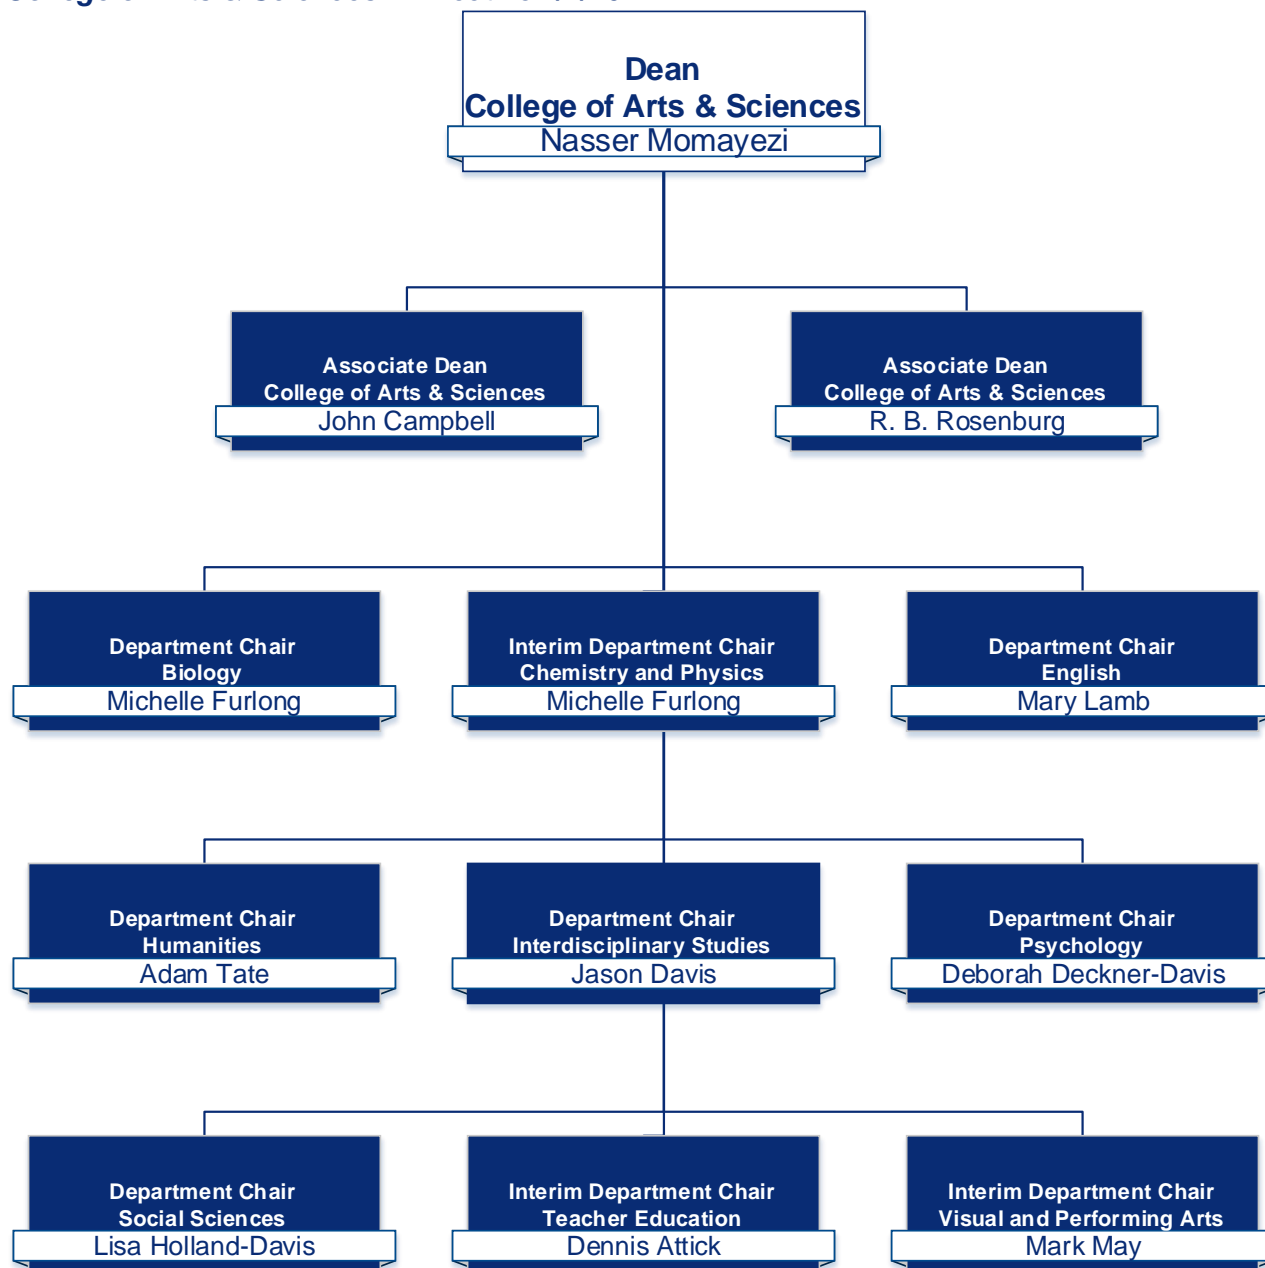 Dean
College of Arts & Sciences
Nasser Momayezi
Associate Dean
College of Arts & Sciences
John Campbell
Associate Dean
College of Arts & Sciences
R. B. Rosenburg
Department Chair
Biology
Michelle Furlong
Interim Department Chair
Chemistry and Physics
Michelle Furlong
Department Chair
English
Mary Lamb
Department Chair
Humanities
Adam Tate
Department Chair
Interdisciplinary Studies
Jason Davis
Department Chair
Psychology
Deborah Deckner-Davis
Department Chair
Social Sciences
Lisa Holland-Davis
Interim Department Chair
Teacher Education
Dennis Attick
Interim Department Chair
Visual and Performing Arts
Mark May